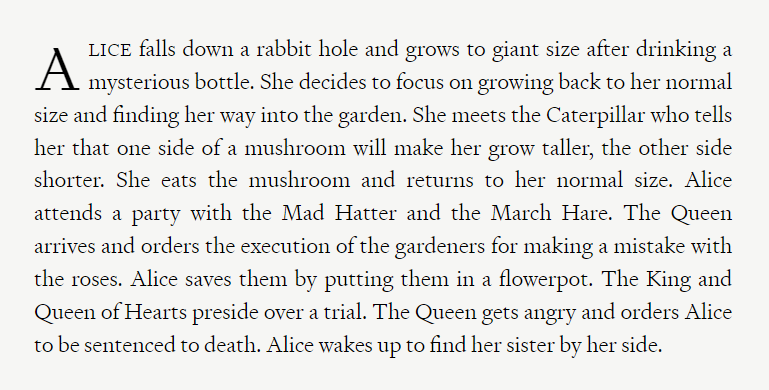 ALICE falls down a rabbit hole and grows to giant size after drinking a
mysterious bottle. She decides to focus on growing back to her normal
size and finding her way into the garden. She meets the Caterpillar who tells
her that one side of a mushroom will make her grow taller, the other side
shorter. She eats the mushroom and returns to her normal size. Alice
attends a party with the Mad Hatter and the March Hare. The Queen
arrives and orders the execution of the gardeners for making a mistake with
the roses. Alice saves them by putting them in a flowerpot. The King and
Queen of Hearts preside over a trial. The Queen gets angry and orders Alice
to be sentenced to death. Alice wakes up to find her sister by her side.